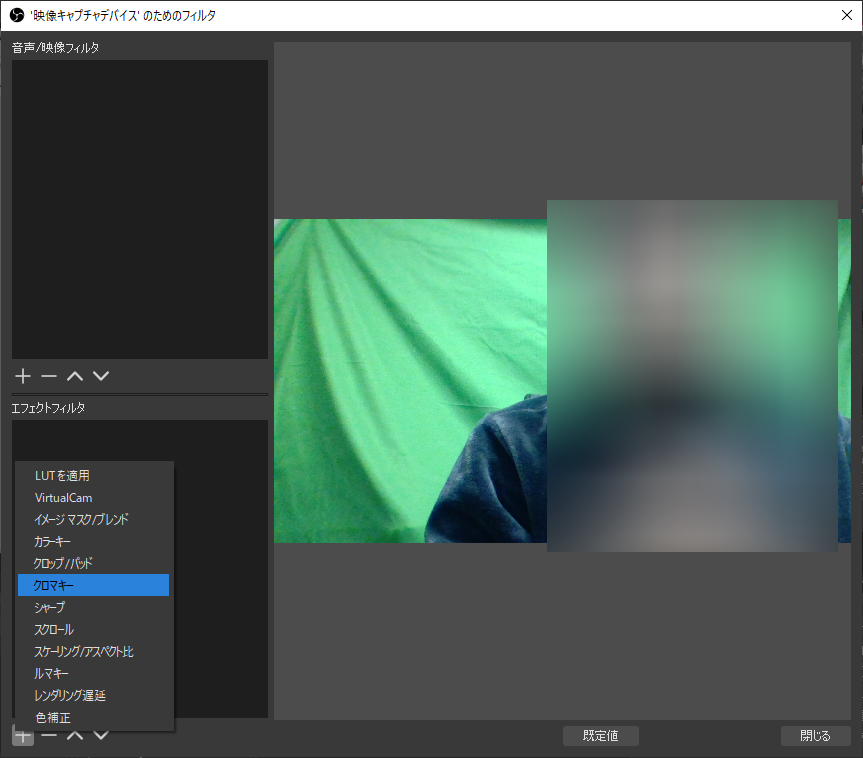 '映像キャプチャデバイス' のためのフィルタ
音声/映像フィルタ
エフェクトフィルタ
LUTを適用
VirtualCam
イメージ マスク/ブレンド
カラーキー
クロップ/パッド
クロマキー
シャープ
スクロール
スケーリング/アスペクト比
ルマキー
レンダリング遅延
色補正
既定値
閉じる